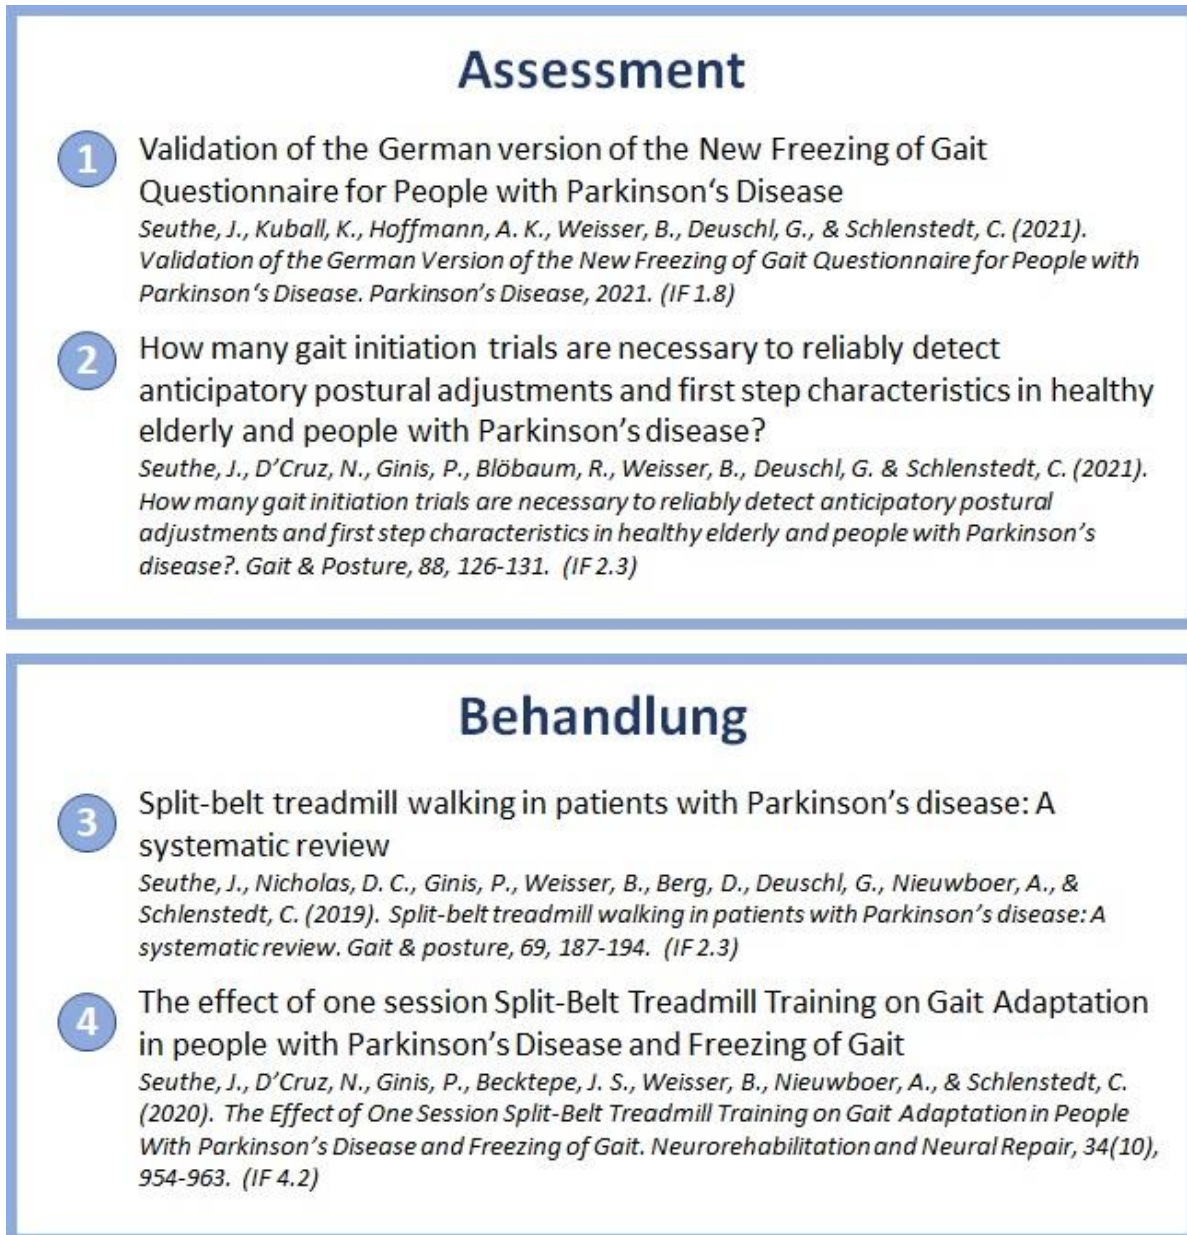 Assessment
1
Validation of the German version of the New Freezing of Gait
Questionnaire for People with Parkinson‘s Disease
Seuthe, J., Kuball, K., Hoffmann, A. K., Weisser, B., Deuschl, G., & Schlenstedt, C. (2021).
Validation of the German Version of the New Freezing of Gait Questionnaire for People with
Parkinson‘s Disease. Parkinson’s Disease, 2021. (IF 1.8)
2
How many gait initiation trials are necessary to reliably detect
anticipatory postural adjustments and first step characteristics in healthy
elderly and people with Parkinson’s disease?
Seuthe, J., D’Cruz, N., Ginis, P., Blöbaum, R., Weisser, B., Deuschl, G. & Schlenstedt, C. (2021).
How many gait initiation trials are necessary to reliably detect anticipatory postural
adjustments and first step characteristics in healthy elderly and people with Parkinson’s
disease?. Gait & Posture, 88, 126-131. (IF 2.3)
Behandlung
3
Split-belt treadmill walking in patients with Parkinson’s disease: A
systematic review
Seuthe, J., Nicholas, D. C., Ginis, P., Weisser, B., Berg, D., Deuschl, G., Nieuwboer, A., &
Schlenstedt, C. (2019). Split-belt treadmill walking in patients with Parkinson’s disease: A
systematic review. Gait & posture, 69, 187-194. (IF 2.3)
4
The effect of one session Split-Belt Treadmill Training on Gait Adaptation
in people with Parkinson’s Disease and Freezing of Gait
Seuthe, J., D’Cruz, N., Ginis, P., Becktepe, J. S., Weisser, B., Nieuwboer, A., & Schlenstedt, C.
(2020). The Effect of One Session Split-Belt Treadmill Training on Gait Adaptation in People
With Parkinson’s Disease and Freezing of Gait. Neurorehabilitation and Neural Repair, 34(10),
954-963. (IF 4.2)